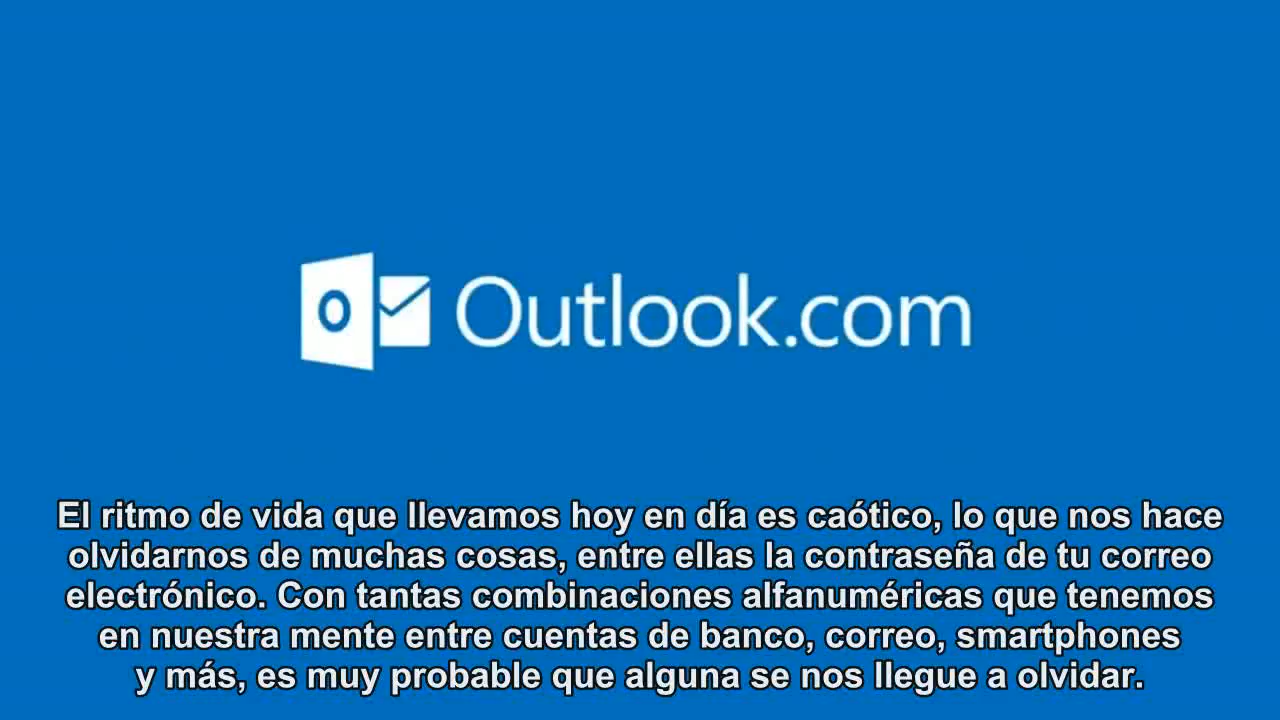 Outlook.com
El ritmo de vida que llevamos hoy en día es caótico, lo que nos hace
olvidarnos de muchas cosas, entre ellas la contraseña de tu correo
electrónico. Con tantas combinaciones alfanuméricas que tenemos
en nuestra mente entre cuentas de banco, correo, smartphones
y más, es muy probable que alguna se nos llegue a olvidar.